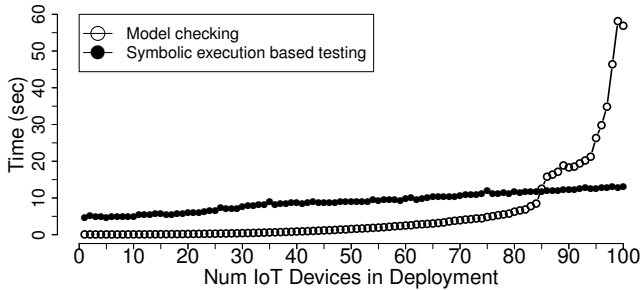 Model checking
Symbolic execution based testing
Time (sec)
60
50
40
30
20
10
0
0 10 20 30 40 50 60 70 80 90 100
Num IoT Devices in Deployment